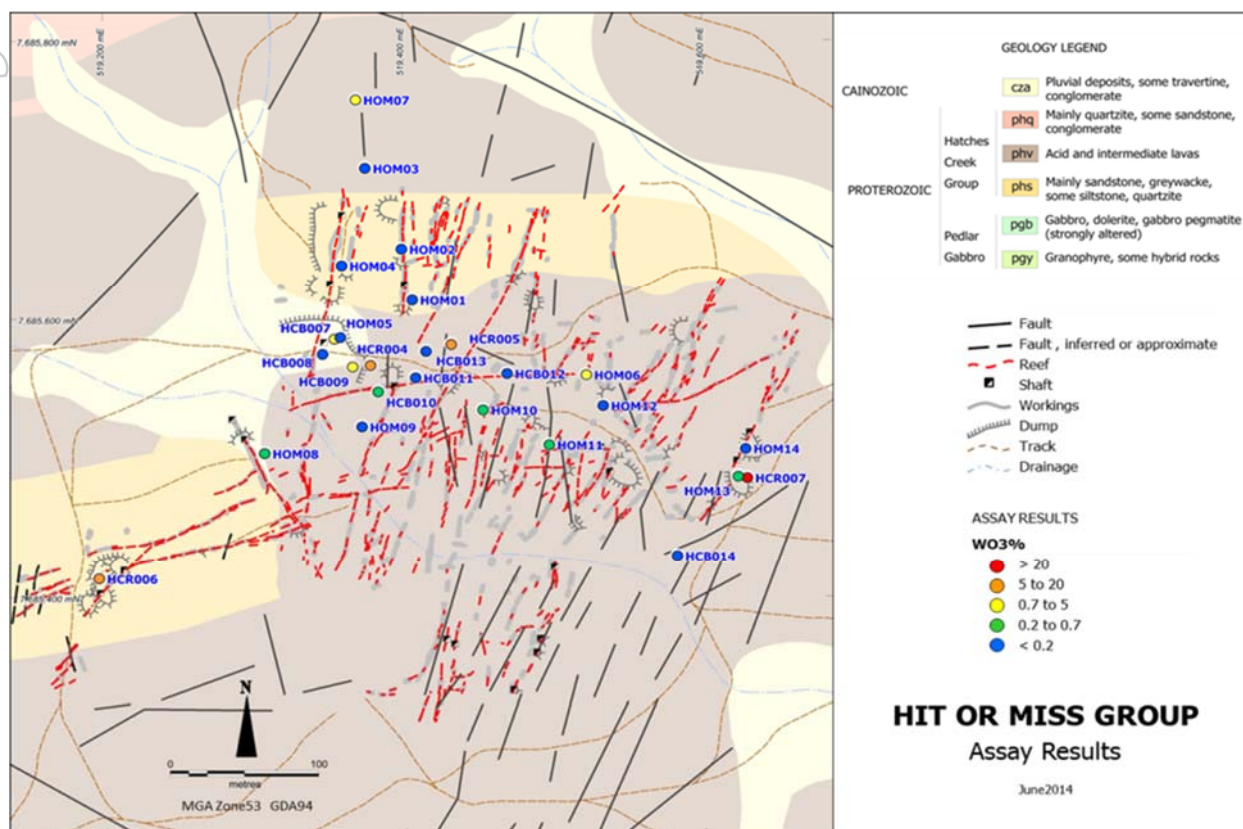 7,685,800 mN
519,200 mE
519,400 mE
519,600 mE
HOM07
HOM03
HOM02
HOM04
HOM01
7,685,600 mN
HCB007
HOM05
HCR005
HCB008
HCR004
HCB013
HCB009
HCB011
HCB012
HOM06
HCB010
HOM10
HOM12
HOM09
HOM11
HOM08
HOM14
HOM13
HCR007
HCB014
HCR006
7,685,400 mN
N
0
100
metres
MGA Zone53 GDA94
GEOLOGY LEGEND
CAINOZOIC
cza
Pluvial deposits, some travertine,
conglomerate
PROTEROZOIC
Hatches
Creek
Group
phq
Mainly quartzite, some sandstone,
conglomerate
phv
Acid and intermediate lavas
phs
Mainly sandstone, greywacke,
some siltstone, quartzite
Pedlar
Gabbro
pgb
Gabbro, dolerite, gabbro pegmatite
(strongly altered)
pgy
Granophyre, some hybrid rocks
Fault
Fault , inferred or approximate
Reef
Shaft
Workings
Dump
Track
Drainage
ASSAY RESULTS
WO3%
> 20
5 to 20
0.7 to 5
0.2 to 0.7
< 0.2
HIT OR MISS GROUP
Assay Results
June2014